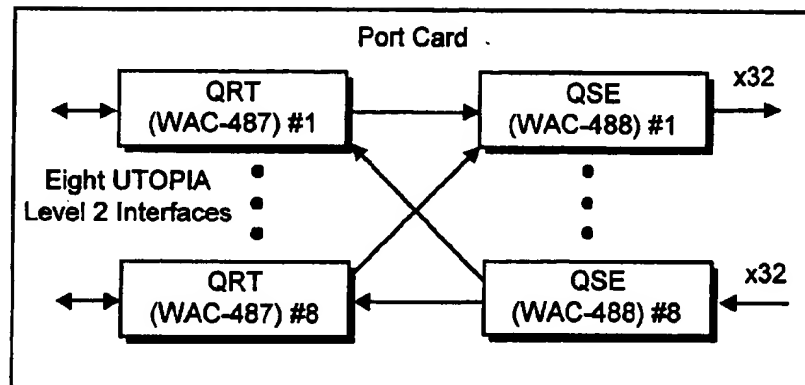 Port Card
QRT
(WAC-487) #1
QSE
(WAC-488) #1
x32
Eight UTOPIA
Level 2 Interfaces
QRT
(WAC-487) #8
QSE
(WAC-488) #8
x32